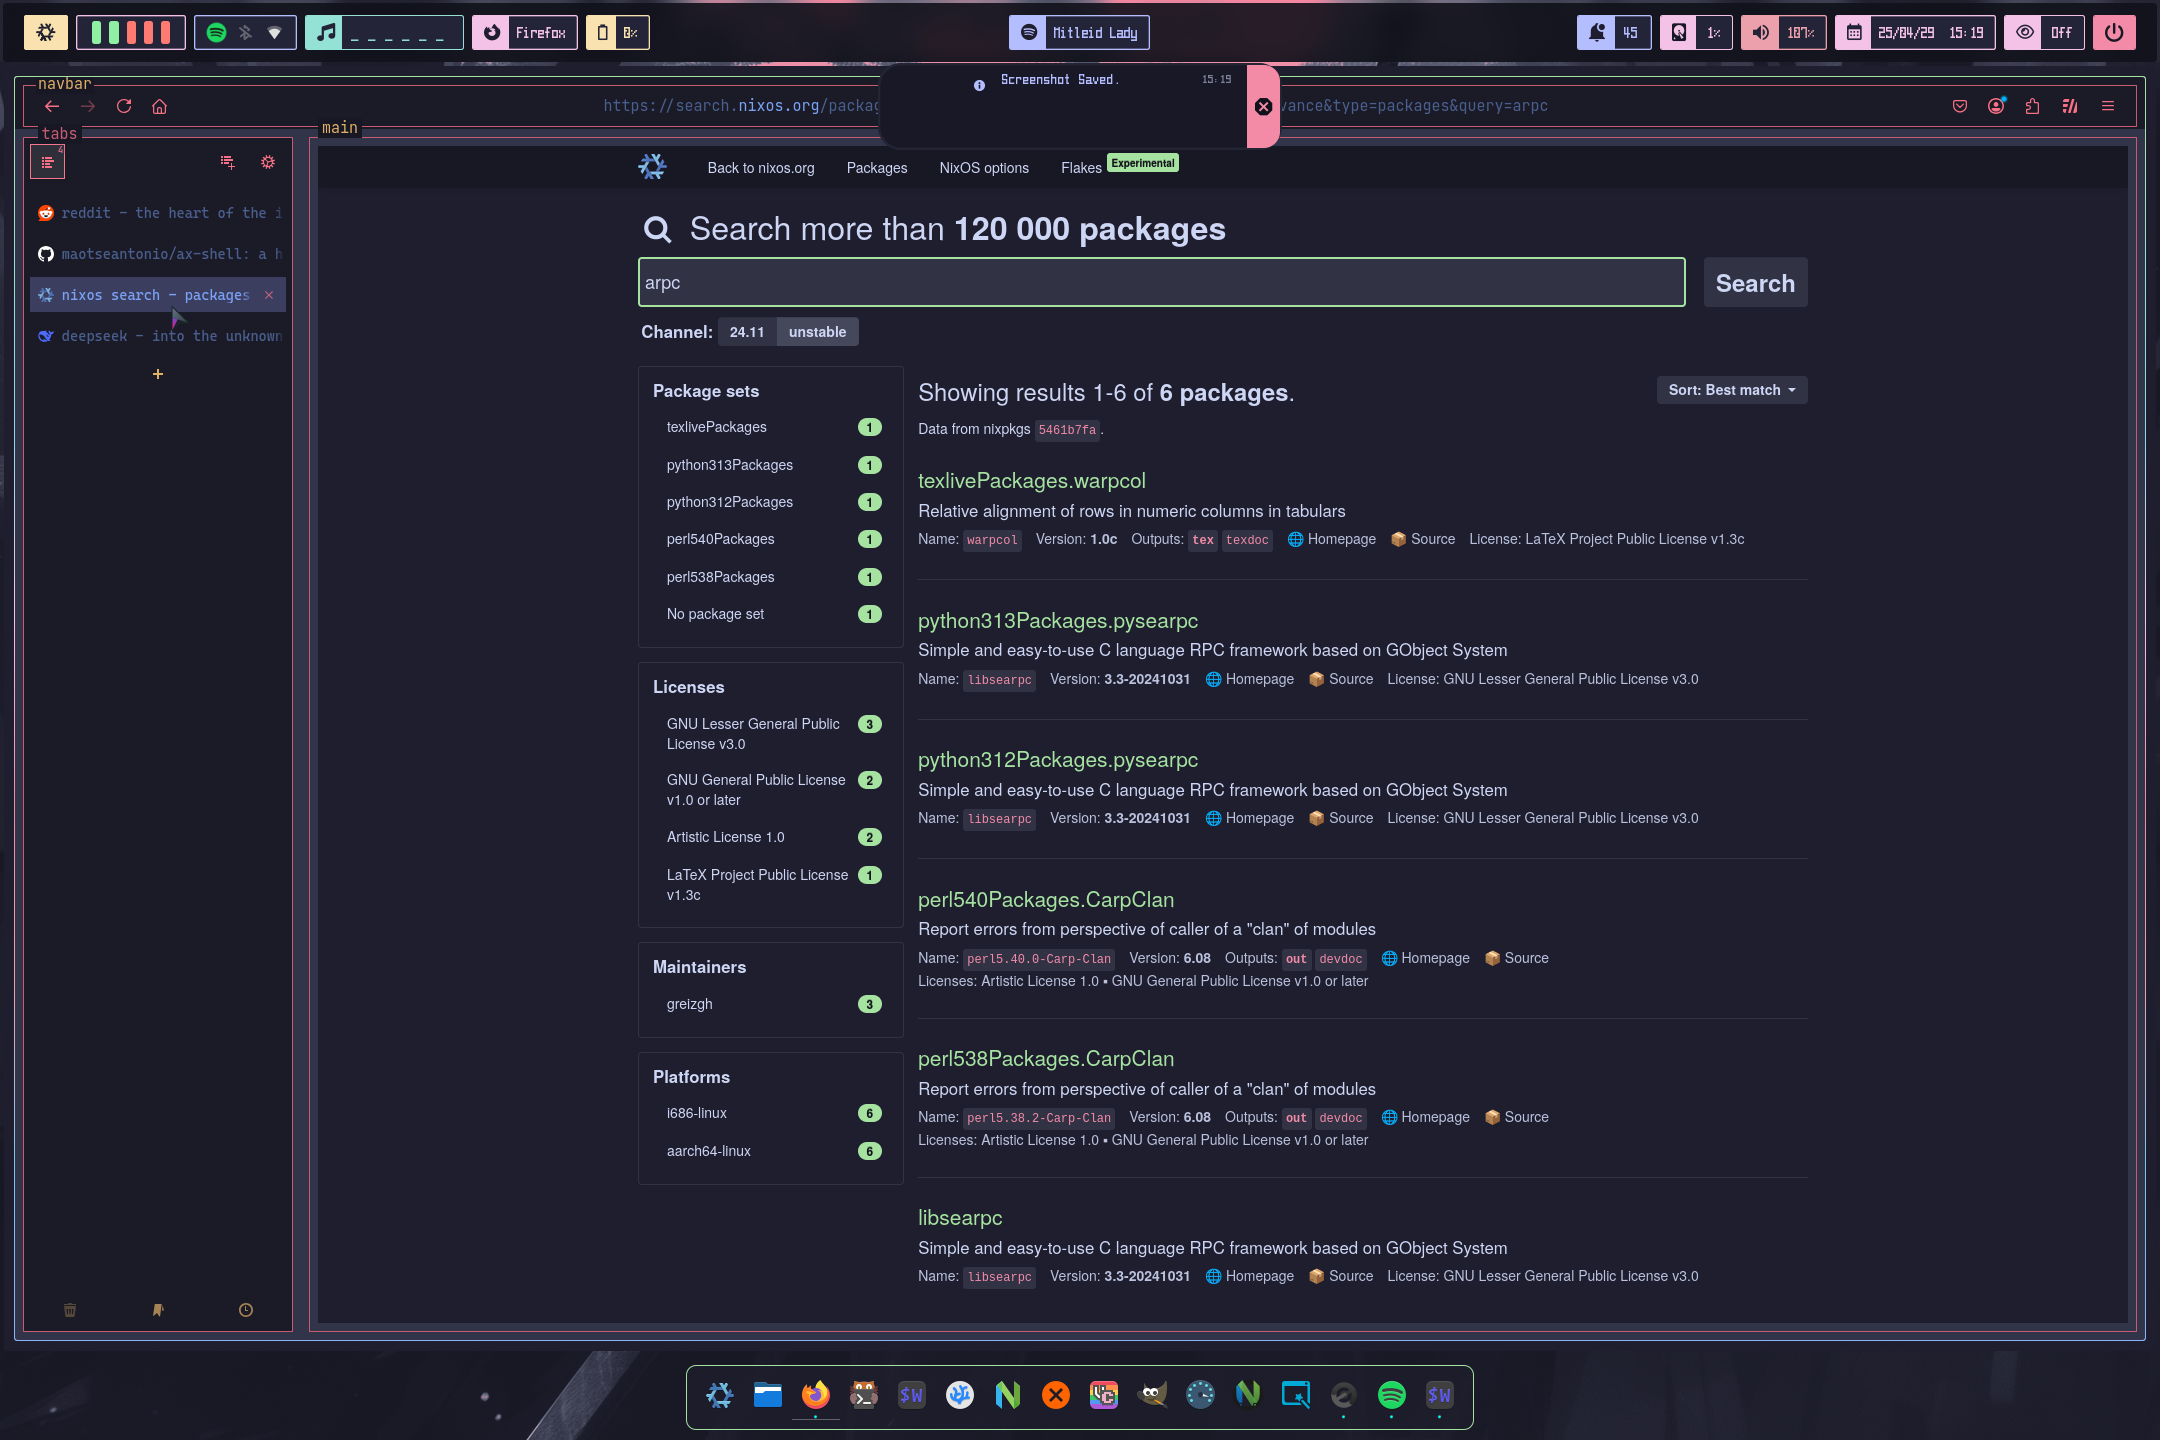 Firefox
2%
Mitleid Lady
45
1%
107%
25/04/29 15:19
Off
Screenshot Saved.
15:19
navbar
https://search.nixos.org/packag
vance&type=packages&query=arpc
tabs
main
4
reddit - the heart of the i
maotseantonio/ax-shell: a h
nixos search - packages
deepseek - into the unknown
Back to nixos.org
Packages
NixOS options
Flakes
Experimental
Search more than 120 000 packages
arpc
Search
Channel:
24.11
unstable
Package sets
texlivePackages 1
python313Packages 1
python312Packages 1
perl540Packages 1
perl538Packages 1
No package set 1
Licenses
GNU Lesser General Public 3
License v3.0
GNU General Public License 2
v1.0 or later
Artistic License 1.0 2
LaTeX Project Public License 1
v1.3c
Maintainers
greizgh 3
Platforms
i686-linux 6
aarch64-linux 6
Showing results 1-6 of 6 packages.
Sort: Best match
Data from nixpkgs 5461b7fa.
texlivePackages.warpcol
Relative alignment of rows in numeric columns in tabulars
Name: warpcol Version: 1.0c Outputs: tex texdoc Homepage Source License: LaTeX Project Public License v1.3c
python313Packages.pysearpc
Simple and easy-to-use C language RPC framework based on GObject System
Name: libsearpc Version: 3.3-20241031 Homepage Source License: GNU Lesser General Public License v3.0
python312Packages.pysearpc
Simple and easy-to-use C language RPC framework based on GObject System
Name: libsearpc Version: 3.3-20241031 Homepage Source License: GNU Lesser General Public License v3.0
perl540Packages.CarpClan
Report errors from perspective of caller of a "clan" of modules
Name: perl5.40.0-Carp-Clan Version: 6.08 Outputs: out devdoc Homepage Source
Licenses: Artistic License 1.0 ▪ GNU General Public License v1.0 or later
perl538Packages.CarpClan
Report errors from perspective of caller of a "clan" of modules
Name: perl5.38.2-Carp-Clan Version: 6.08 Outputs: out devdoc Homepage Source
Licenses: Artistic License 1.0 ▪ GNU General Public License v1.0 or later
libsearpc
Simple and easy-to-use C language RPC framework based on GObject System
Name: libsearpc Version: 3.3-20241031 Homepage Source License: GNU Lesser General Public License v3.0
$W
$W